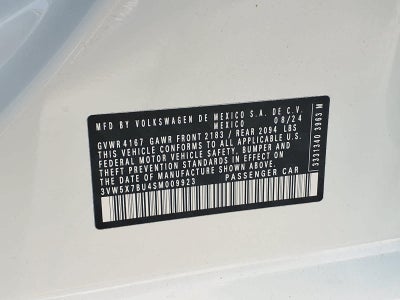 MFD BY VOLKSWAGEN DE MEXICO S.A. DE C.V.
MEXICO 08/24
GVWR 4167 GAWR FRONT 2183 / REAR 2094 LBS
THIS VEHICLE CONFORMS TO ALL APPLICABLE U.S.
FEDERAL MOTOR VEHICLE SAFETY, BUMPER AND
THEFT PREVENTION STANDARDS IN EFFECT ON THE
DATE OF MANUFACTURE SHOWN ABOVE
3VW5X7BU4SM009923 PASSENGER CAR
3331340 3963 M